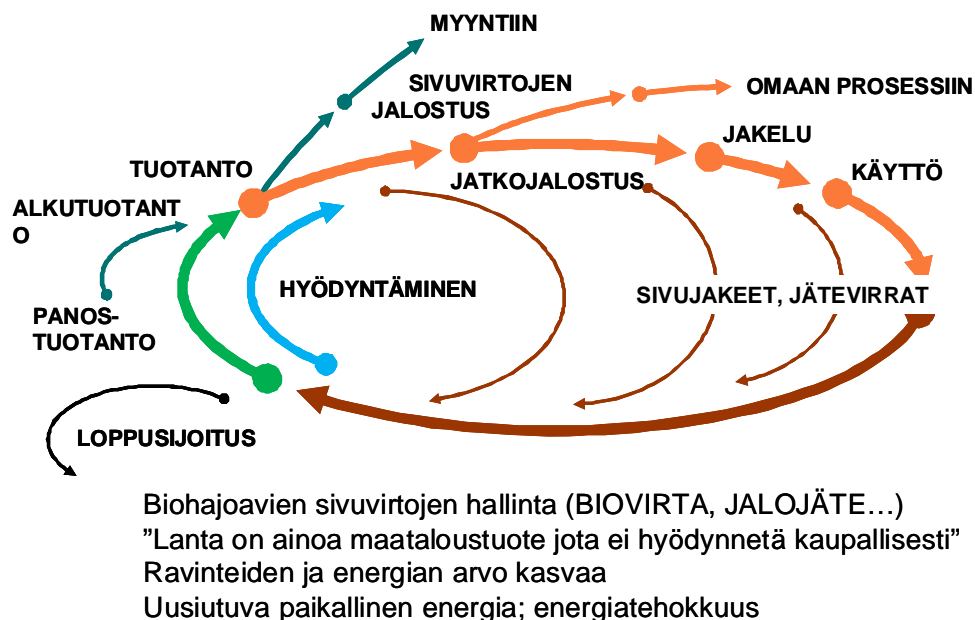 MYYNTIIN
SIVUVIRTOJEN
JALOSTUS
OMAAN PROSESSIIN
JAKELU
TUOTANTO
KÄYTTÖ
JATKOJALOSTUS
ALKUTUOTANT
O
HYÖDYNTÄMINEN
SIVUJAKEET, JÄTEVIRRAT
PANOS-
TUOTANTO
LOPPUSIJOITUS
Biohajoavien sivuvirtojen hallinta (BIOVIRTA, JALOJÄTE…)
”Lanta on ainoa maataloustuote jota ei hyödynnetä kaupallisesti”
Ravinteiden ja energian arvo kasvaa
Uusiutuva paikallinen energia; energiatehokkuus